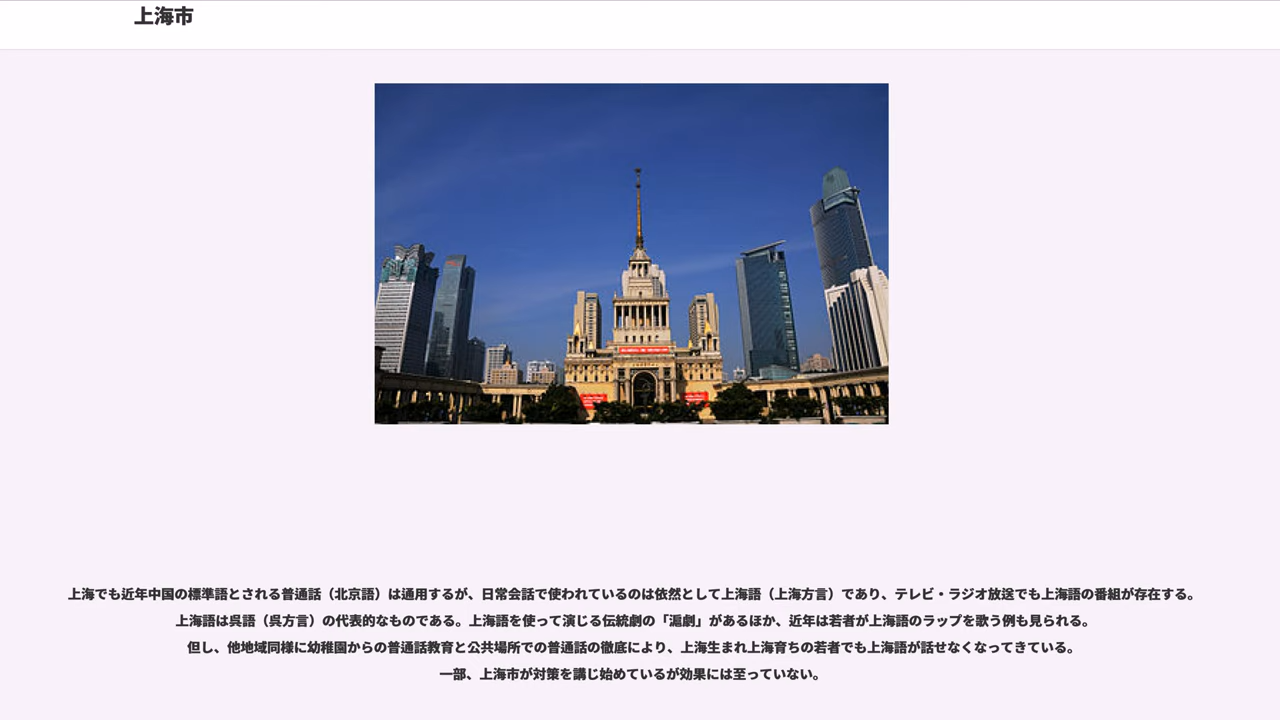 上海市
上海でも近年中国の標準語とされる普通話（北京語）は通用するが、日常会話で使われているのは依然として上海語（上海方言）であり、テレビ・ラジオ放送でも上海語の番組が存在する。
上海語は呉語（呉方言）の代表的なものである。上海語を使って演じる伝統劇の「滬劇」があるほか、近年は若者が上海語のラップを歌う例も見られる。
但し、他地域同様に幼稚園からの普通話教育と公共場所での普通話の徹底により、上海生まれ上海育ちの若者でも上海語が話せなくなってきている。
一部、上海市が対策を講じ始めているが効果には至っていない。